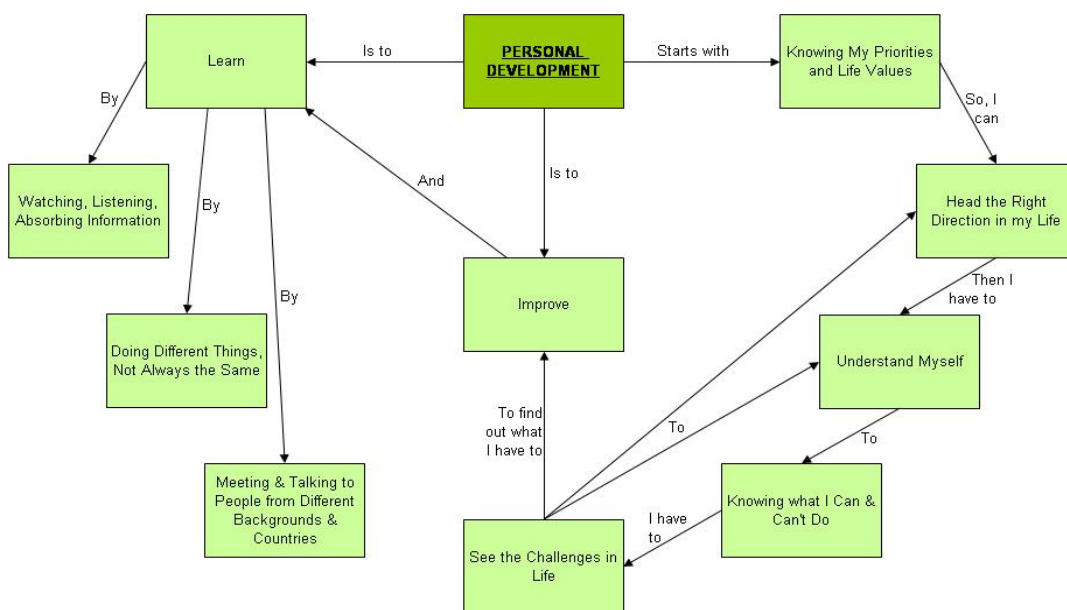 PERSONAL
DEVELOPMENT
Is to
Learn
Starts with
Knowing My Priorities
and Life Values
By
So, I
can
Watching, Listening,
Absorbing Information
By
And
Is to
Head the Right
Direction in my Life
By
Improve
Then I
have to
Doing Different Things,
Not Always the Same
Understand Myself
To find
out what
I have to
To
To
Meeting & Talking to
People from Different
Backgrounds &
Countries
Knowing what I Can &
Can't Do
I have
to
See the Challenges in
Life